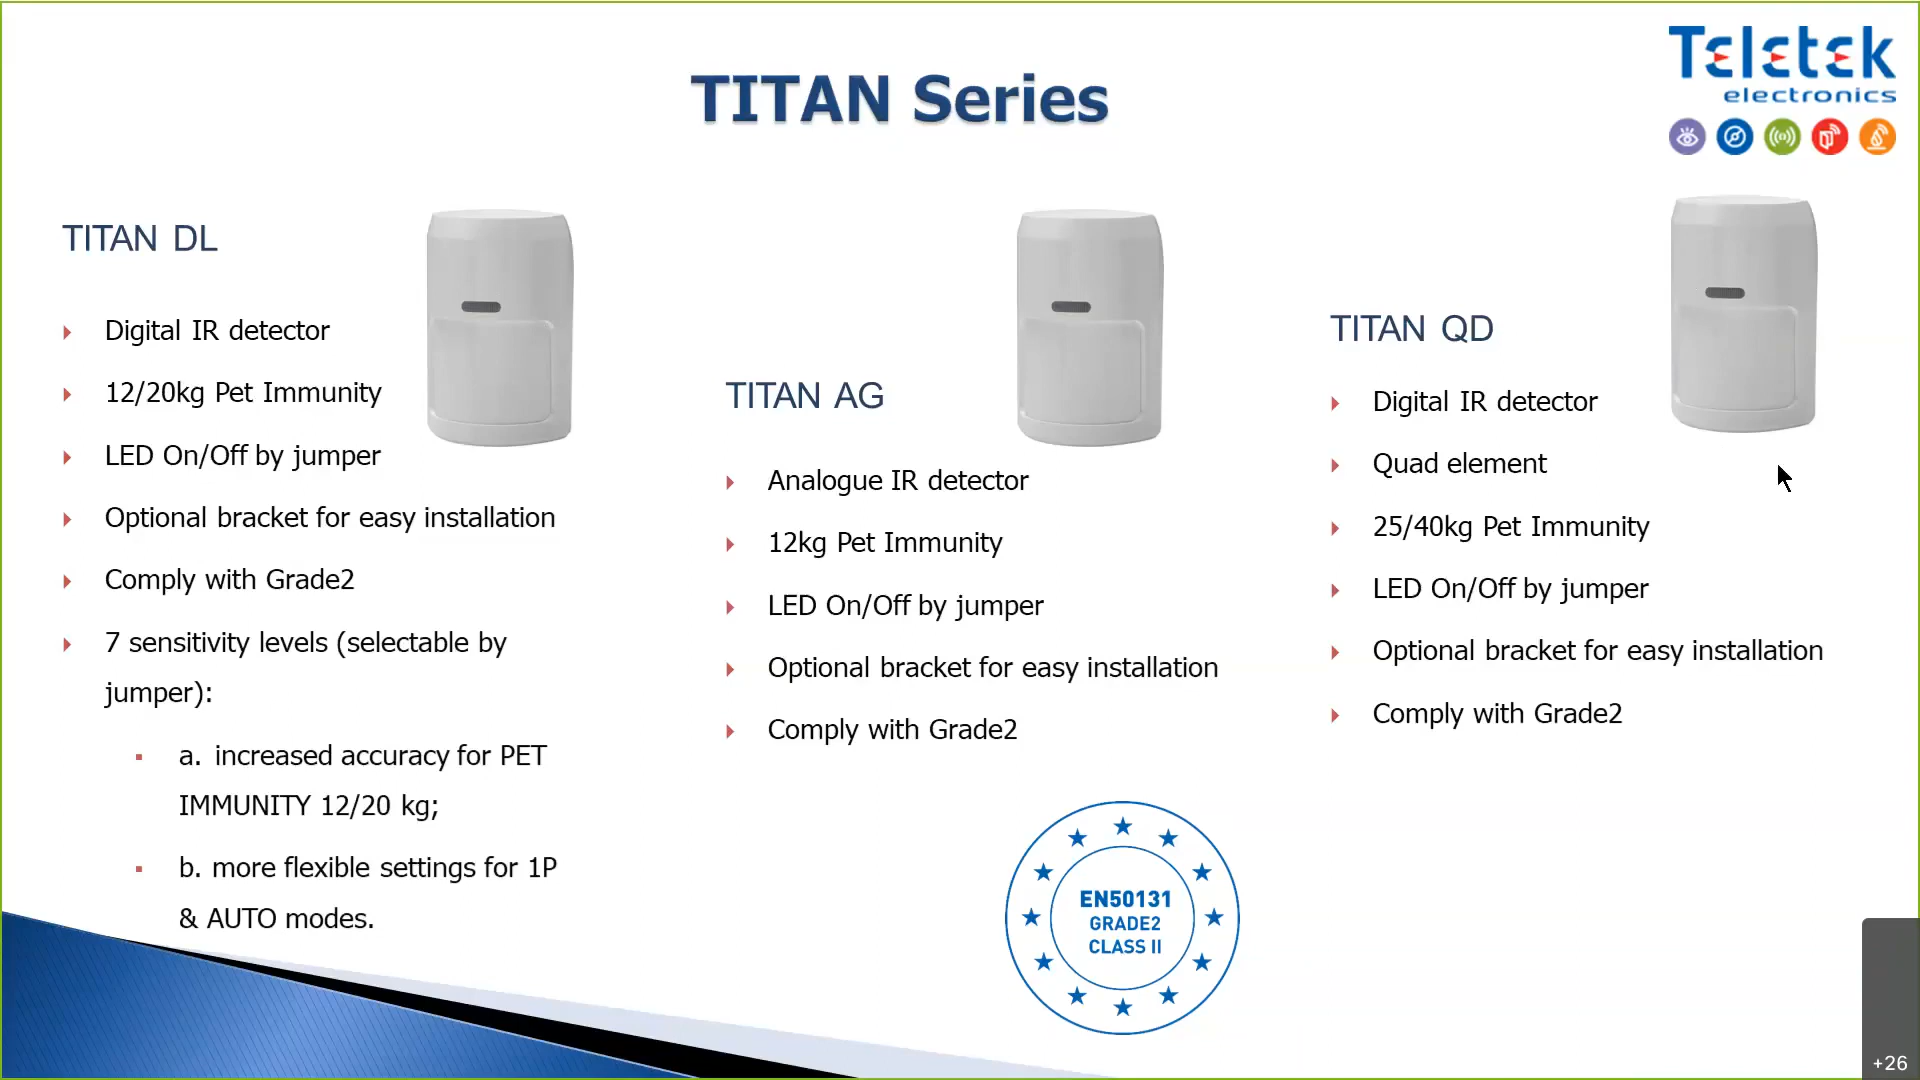 TITAN Series
Teletek
electronics
TITAN DL
Digital IR detector
12/20kg Pet Immunity
LED On/Off by jumper
Optional bracket for easy installation
Comply with Grade2
7 sensitivity levels (selectable by
jumper):
a. increased accuracy for PET
IMMUNITY 12/20 kg;
b. more flexible settings for 1P
& AUTO modes.
TITAN AG
Analogue IR detector
12kg Pet Immunity
LED On/Off by jumper
Optional bracket for easy installation
Comply with Grade2
TITAN QD
Digital IR detector
Quad element
25/40kg Pet Immunity
LED On/Off by jumper
Optional bracket for easy installation
Comply with Grade2
EN50131
GRADE2
CLASS II
+26